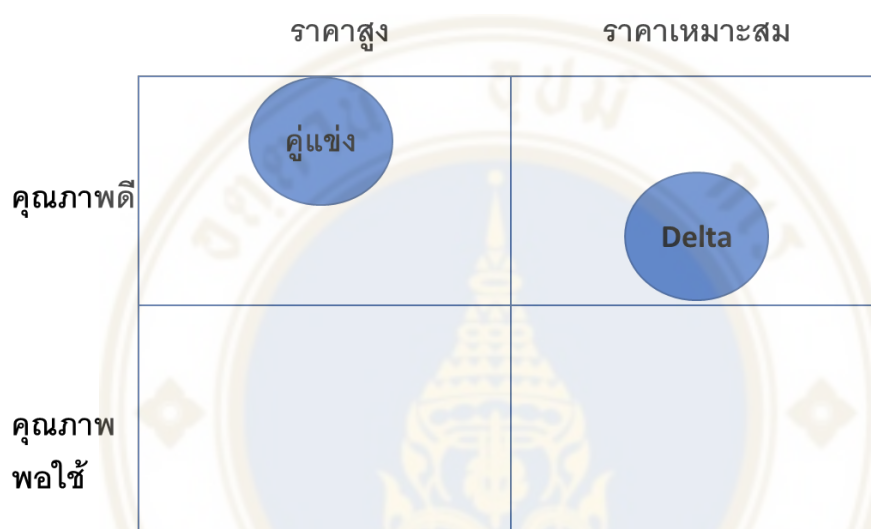 ราคาสูง ราคาเหมาะสม
คู่แข่ง
คุณภาพดี
Delta
คุณภาพ
พอใช้